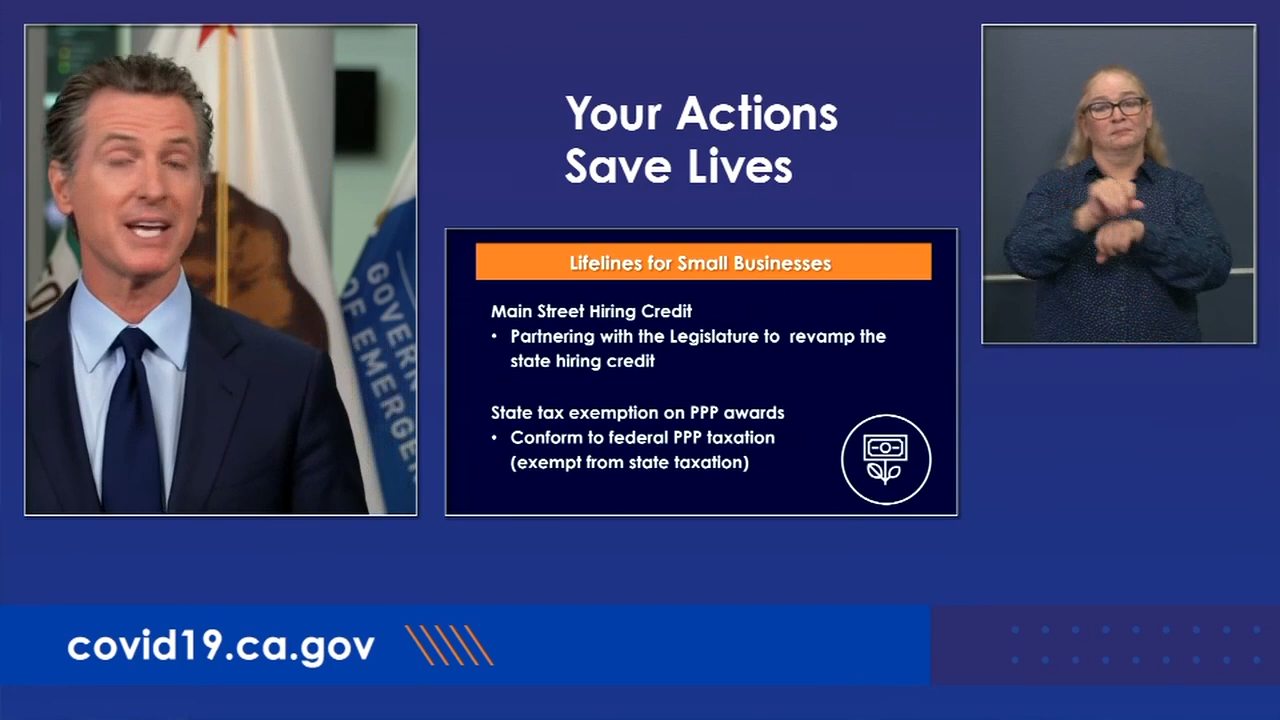 Your Actions
Save Lives
Lifelines for Small Businesses
Main Street Hiring Credit
• Partnering with the Legislature to revamp the
state hiring credit
State tax exemption on PPP awards
• Conform to federal PPP taxation
(exempt from state taxation)
covid19.ca.gov